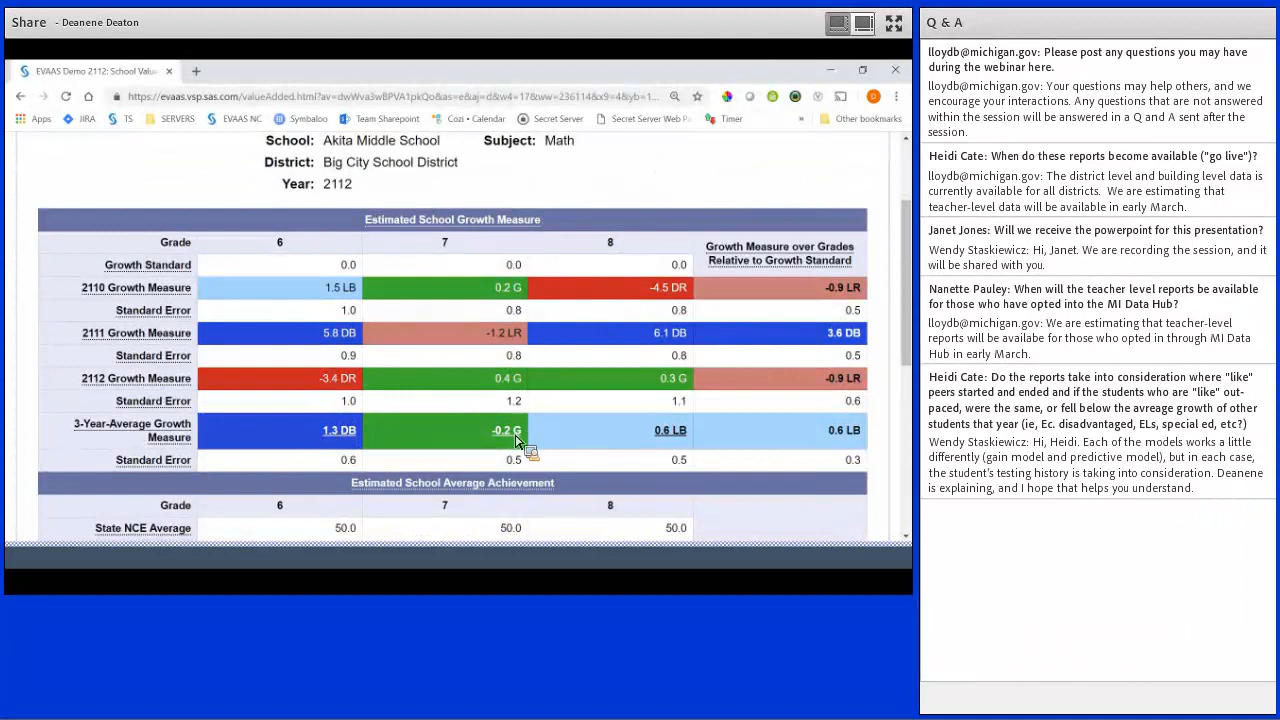 Share - Deanene Deaton
EVAAS Demo 2112: School Valu
https://evaas.vsp.sas.com/valueAdded.html?av=dwWva3wBPVA1pkQo&as=e&aj=d&w4=17&ww=236114&x9=4&yb=1...
Apps JIRA TS SERVERS EVAAS NC Symbaloo Team Sharepoint Cozi • Calendar Secret Server Secret Server Web Pa Timer » Other bookmarks
School: Akita Middle School Subject: Math
District: Big City School District
Year: 2112
Estimated School Growth Measure
Grade 6 7 8 Growth Measure over Grades
Relative to Growth Standard
Growth Standard 0.0 0.0 0.0
2110 Growth Measure 1.5 LB 0.2 G -4.5 DR -0.9 LR
Standard Error 1.0 0.8 0.8 0.5
2111 Growth Measure 5.8 DB -1.2 LR 6.1 DB 3.6 DB
Standard Error 0.9 0.8 0.8 0.5
2112 Growth Measure -3.4 DR 0.4 G 0.3 G -0.9 LR
Standard Error 1.0 1.2 1.1 0.6
3-Year-Average Growth
Measure 1.3 DB -0.2 G 0.6 LB 0.6 LB
Standard Error 0.6 0.5 0.5 0.3
Estimated School Average Achievement
Grade 6 7 8
State NCE Average 50.0 50.0 50.0
Q & A
lloydb@michigan.gov: Please post any questions you may have
during the webinar here.
lloydb@michigan.gov: Your questions may help others, and we
encourage your interactions. Any questions that are not answered
within the session will be answered in a Q and A sent after the
session.
Heidi Cate: When do these reports become available ("go live")?
lloydb@michigan.gov: The district level and building level data is
currently available for all districts. We are estimating that
teacher-level data will be available in early March.
Janet Jones: Will we receive the powerpoint for this presentation?
Wendy Staskiewicz: Hi, Janet. We are recording the session, and it
will be shared with you.
Nanette Pauley: When will the teacher level reports be available
for those who have opted into the MI Data Hub?
lloydb@michigan.gov: We are estimating that teacher-level
reports will be availabe for those who opted in through MI Data
Hub in early March.
Heidi Cate: Do the reports take into consideration where "like"
peers started and ended and if the students who are "like" out-
paced, were the same, or fell below the avreage growth of other
students that year (ie, Ec. disadvantaged, ELs, specialed, etc?)
Wendy Staskiewicz: Hi, Heidi. Each of the models works a little
differently (gain model and predictive model), but in each case,
the student's testing history is taking into consideration. Deanene
is explaining, and I hope that helps you understand.